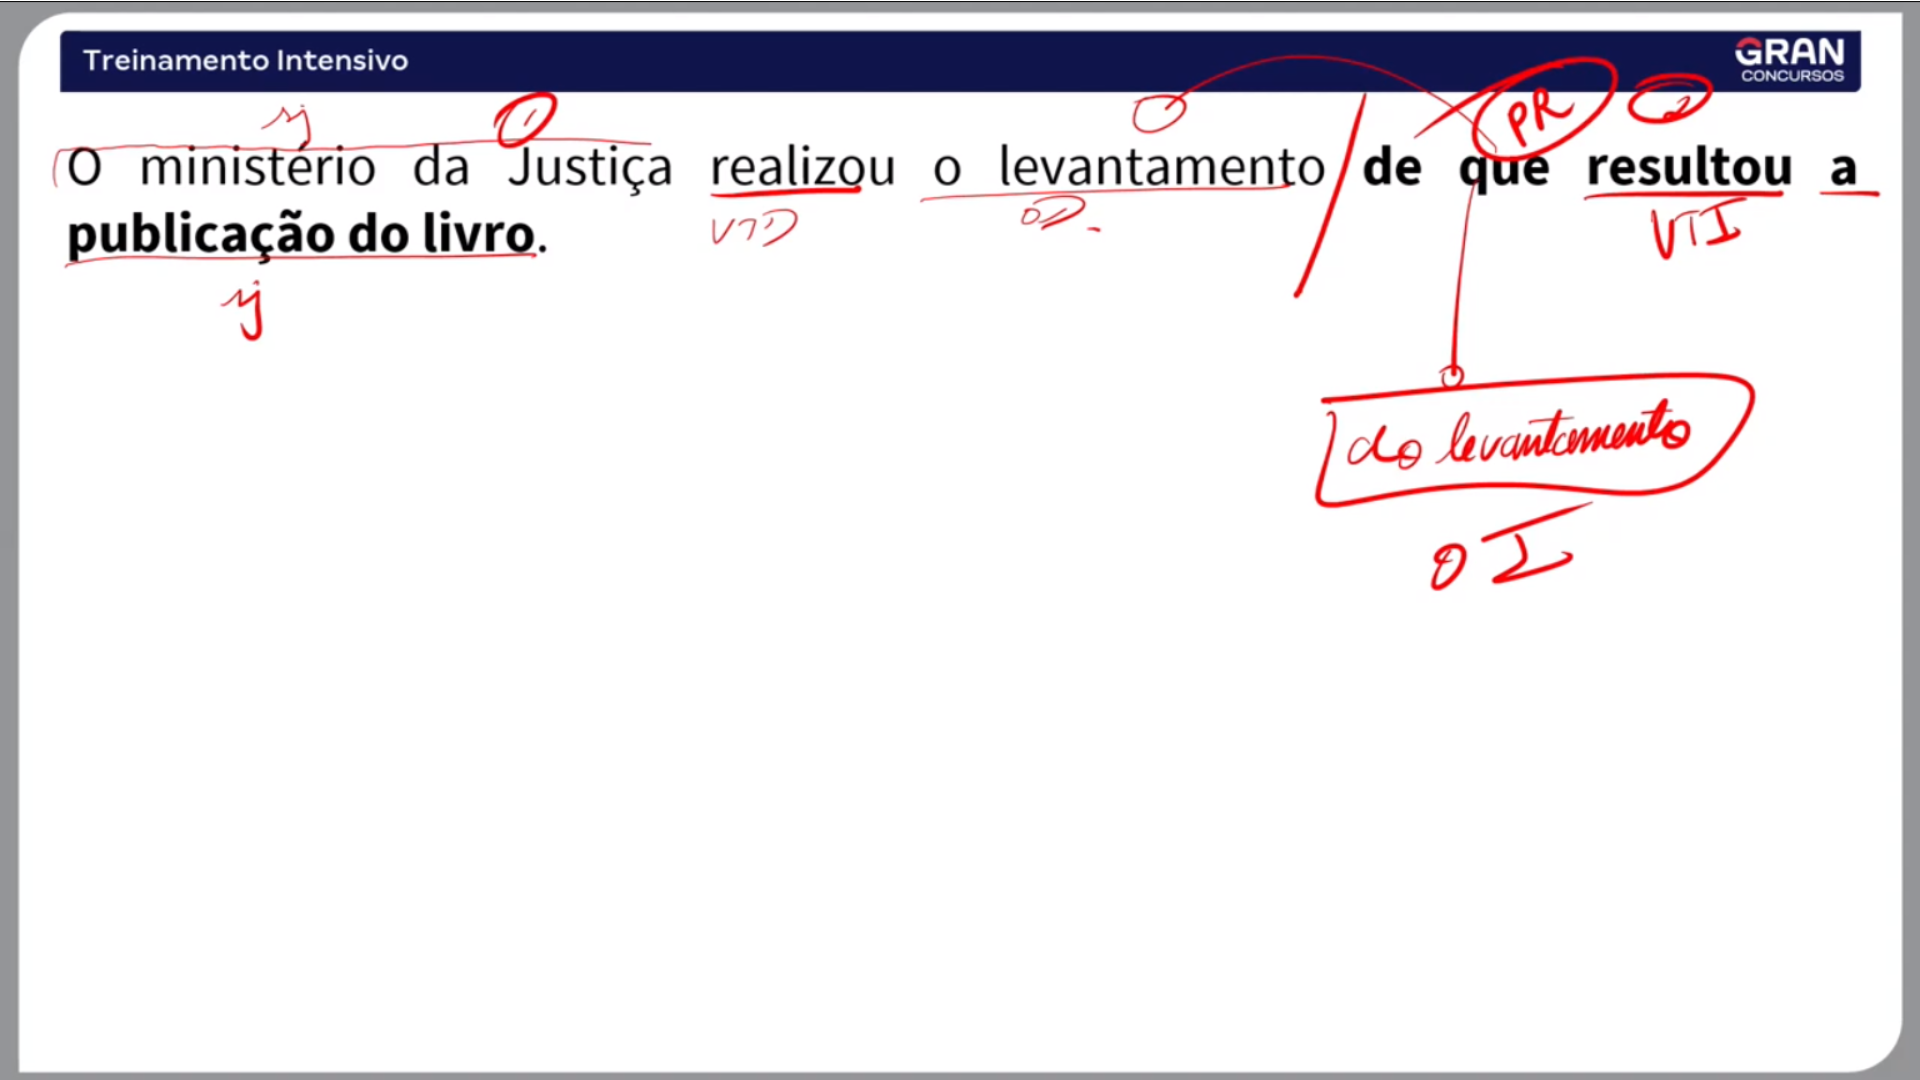 Treinamento Intensivo
GRAN
CONCURSOS
sj 1 PR 2
O ministério da Justiça realizou o levantamento de que resultou a
VTD OD. VTI
publicação do livro.
sj
do levantamento
OI